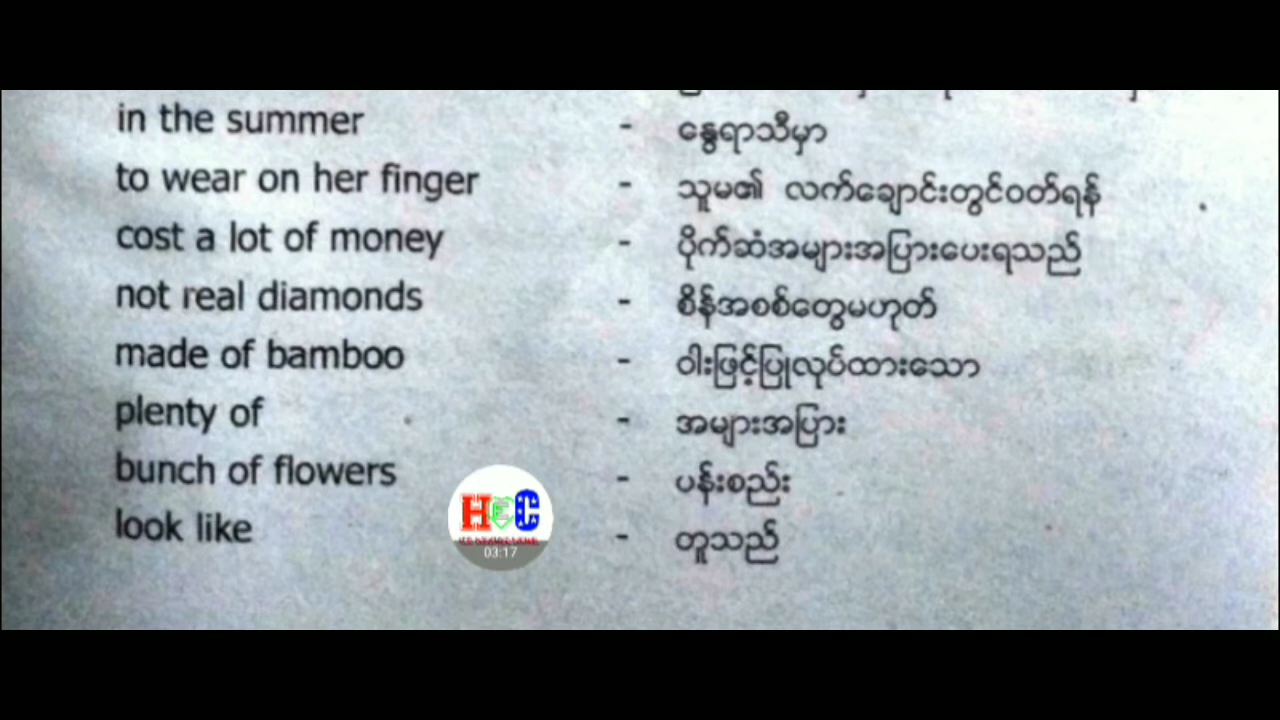 in the summer - နွေရာသီမှာ
to wear on her finger - သူမ၏ လက်ချောင်းတွင်ဝတ်ရန်
cost a lot of money - ပိုက်ဆံအများအပြားပေးရသည်
not real diamonds - စိန်အစစ်တွေမဟုတ်
made of bamboo - ဝါးဖြင့်ပြုလုပ်ထားသော
plenty of - အများအပြား
bunch of flowers - ပန်းစည်း
look like - တူသည်
HEC
03:17